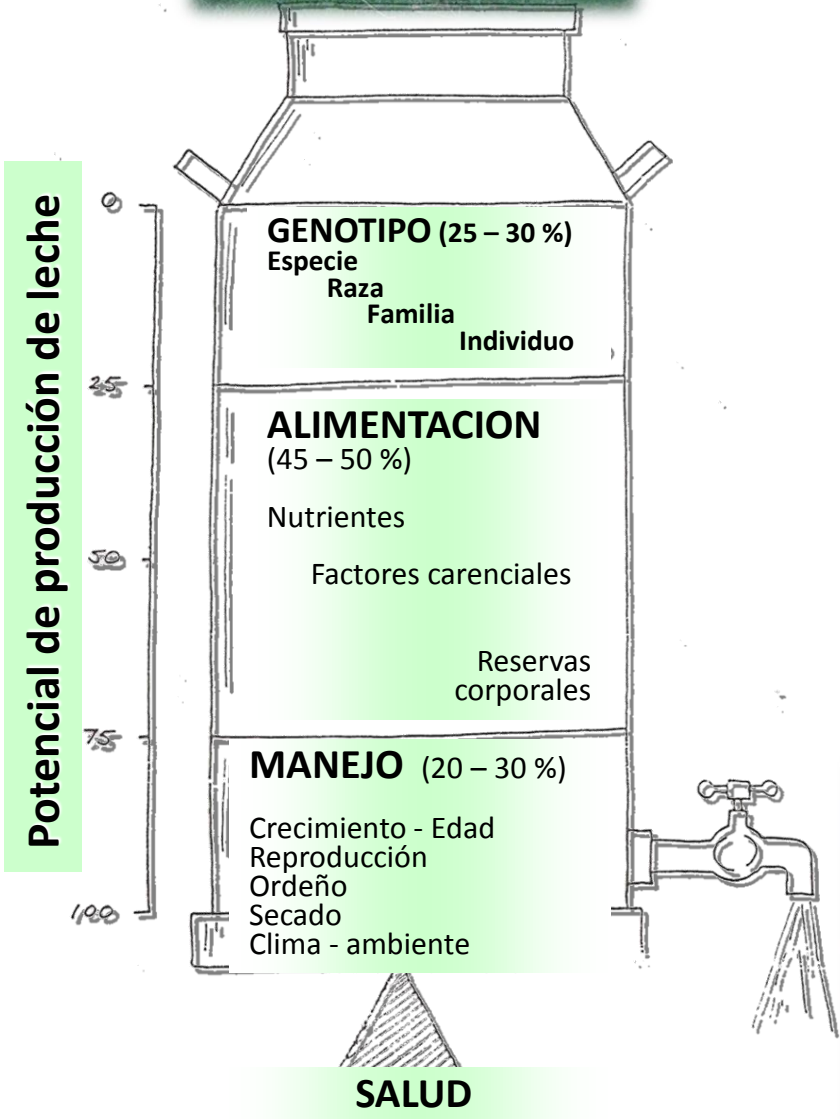 Potencial de producción de leche
0
25
50
75
100
GENOTIPO (25 – 30 %)
Especie
Raza
Familia
Individuo
ALIMENTACION
(45 – 50 %)
Nutrientes
Factores carenciales
Reservas
corporales
MANEJO (20 – 30 %)
Crecimiento - Edad
Reproducción
Ordeño
Secado
Clima - ambiente
SALUD